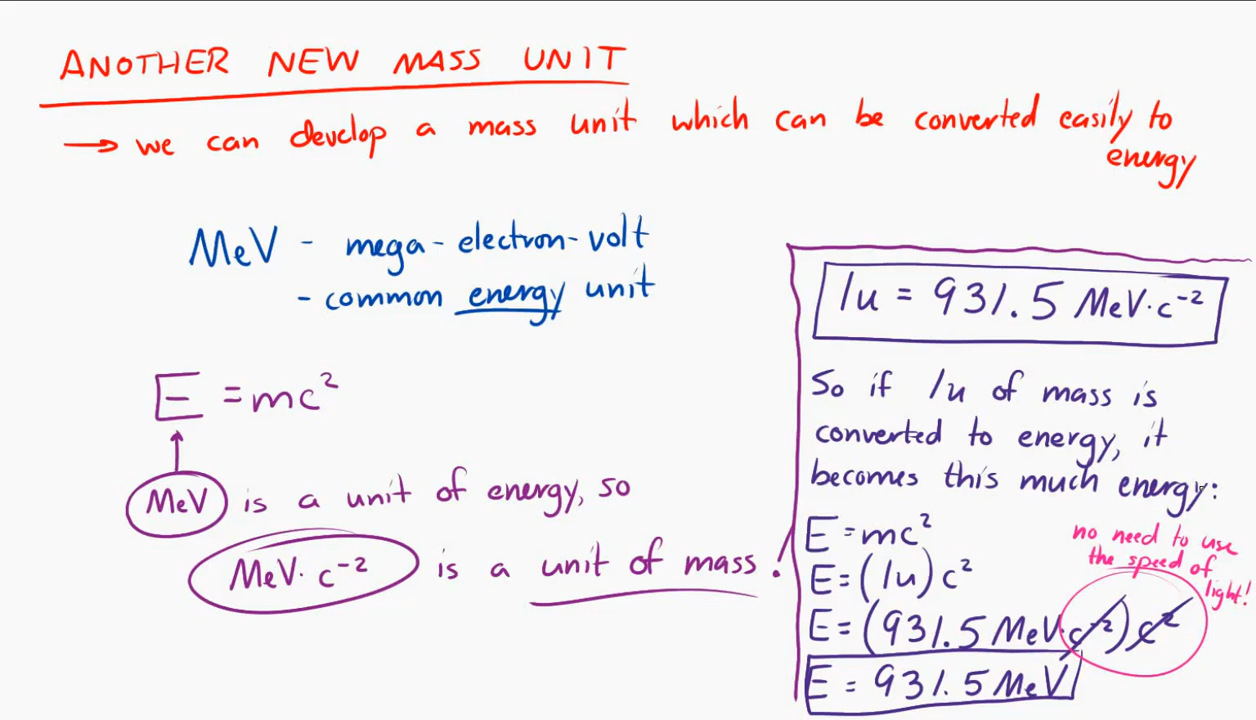 ANOTHER NEW MASS UNIT
→ we can develop a mass unit which can be converted easily to
energy
MeV - mega-electron-volt
- common energy unit
E = mc²
MeV is a unit of energy, so
MeV·c⁻² is a unit of mass!
1u = 931.5 MeV·c⁻²
So if 1u of mass is
converted to energy, it
becomes this much energy:
E = mc²
E = (1u)c²
E = (931.5 MeV·c⁻²)c²
E = 931.5 MeV
no need to use
the speed of
light!